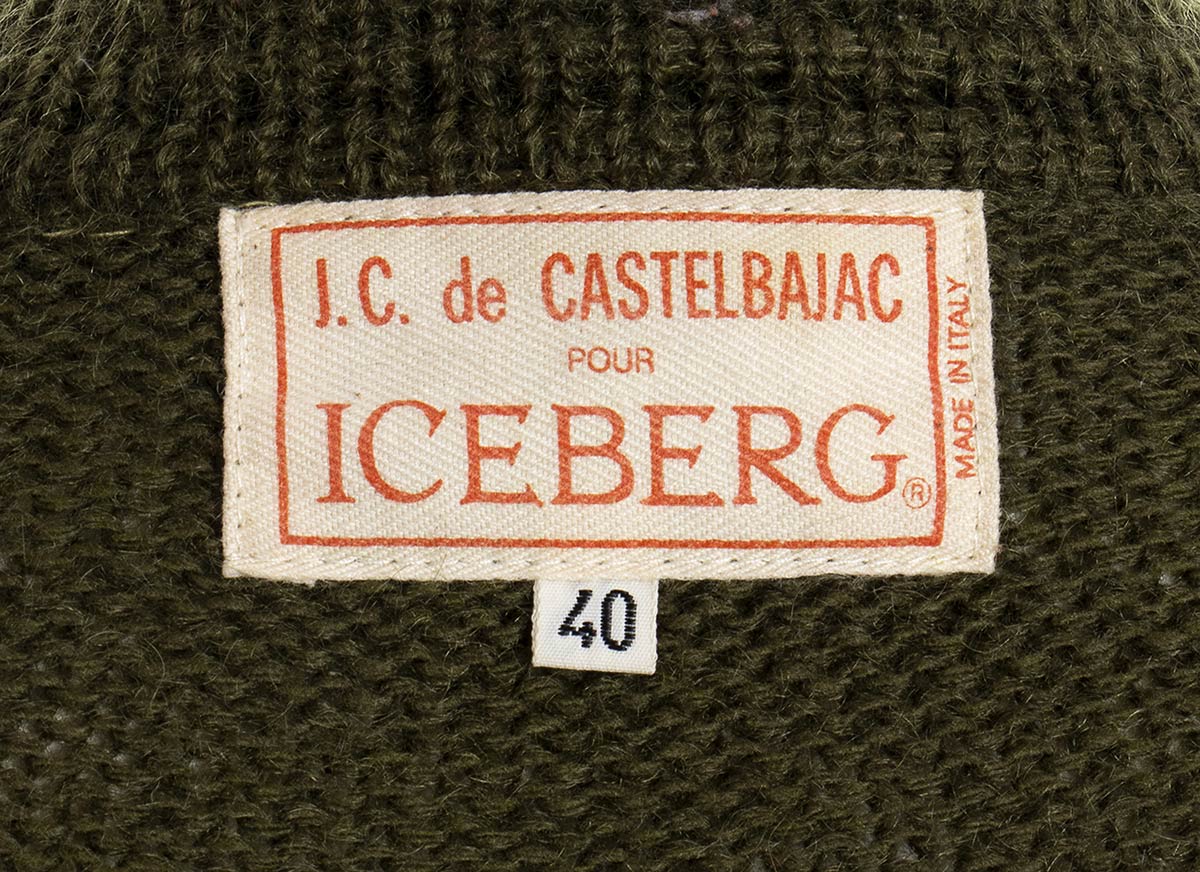 J.C. de CASTELBAJAC
POUR
ICEBERG®
MADE IN ITALY
40